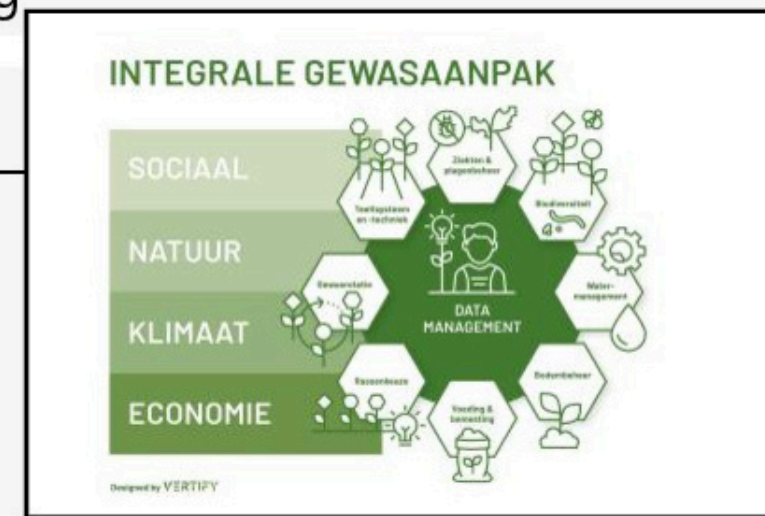 g
INTEGRALE GEWASAANPAK
SOCIAAL
NATUUR
KLIMAAT
ECONOMIE
Ziekten &
plagenbeheer
Teeltsysteem
en -techniek
Biodiversiteit
Gewasrotatie
Water-
management
DATA
MANAGEMENT
Rassenkeuze
Bodembeheer
Voeding &
bemesting
Designed by VERTIFY